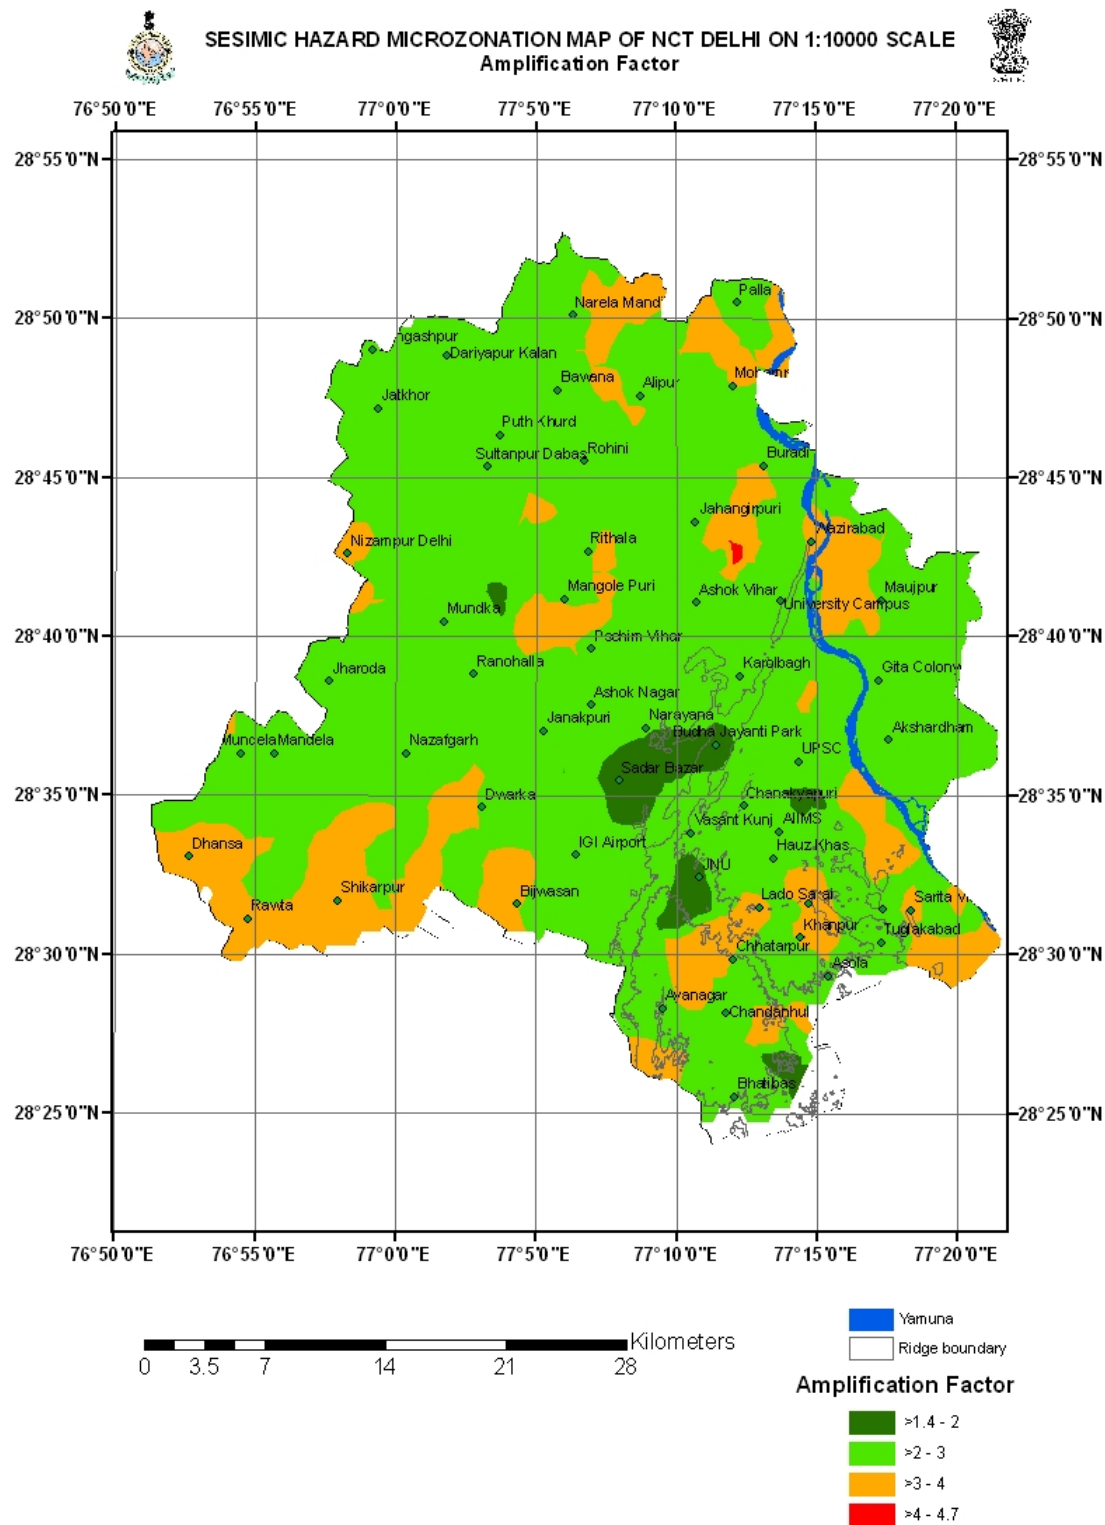 SESIMIC HAZARD MICROZONATION MAP OF NCT DELHI ON 1:10000 SCALE
Amplification Factor
76°50'0"E 76°55'0"E 77°0'0"E 77°5'0"E 77°10'0"E 77°15'0"E 77°20'0"E
28°55'0"N 28°55'0"N
Palla
Narela Mand
28°50'0"N 28°50'0"N
ngashpur
Dariyapur Kalan
Bawana
Alipur
Jatkhor
Puth Khurd
Sultanpur Dabas
Rohini
Buradi
28°45'0"N 28°45'0"N
Jahangirpuri
Nizampur Delhi
Rithala
Wazirabad
Mangole Puri
Ashok Vihar
Maujpur
Mundka
University Campus
28°40'0"N 28°40'0"N
Pschim Vihar
Jharoda
Ranohalla
Karolbagh
Gita Colony
Ashok Nagar
Janakpuri
Narayana
Budha Jayanti Park
Akshardham
Muncela Mandela
Nazafgarh
UPSC
Sadar Bazar
28°35'0"N 28°35'0"N
Dwarka
Chanakyapuri
Vasant Kunj
AIIMS
Dhansa
IGI Airport
Hauz Khas
JNU
Shikarpur
Bijwasan
Lado Sarai
Sarita Vi
Rawta
Khanpur
Tuglakabad
Chhatarpur
28°30'0"N 28°30'0"N
Asola
Ayanagar
Chandanhul
Bhatibas
28°25'0"N 28°25'0"N
76°50'0"E 76°55'0"E 77°0'0"E 77°5'0"E 77°10'0"E 77°15'0"E 77°20'0"E
Yamuna
Kilometers
Ridge boundary
0 3.5 7 14 21 28
Amplification Factor
>1.4 - 2
>2 - 3
>3 - 4
>4 - 4.7